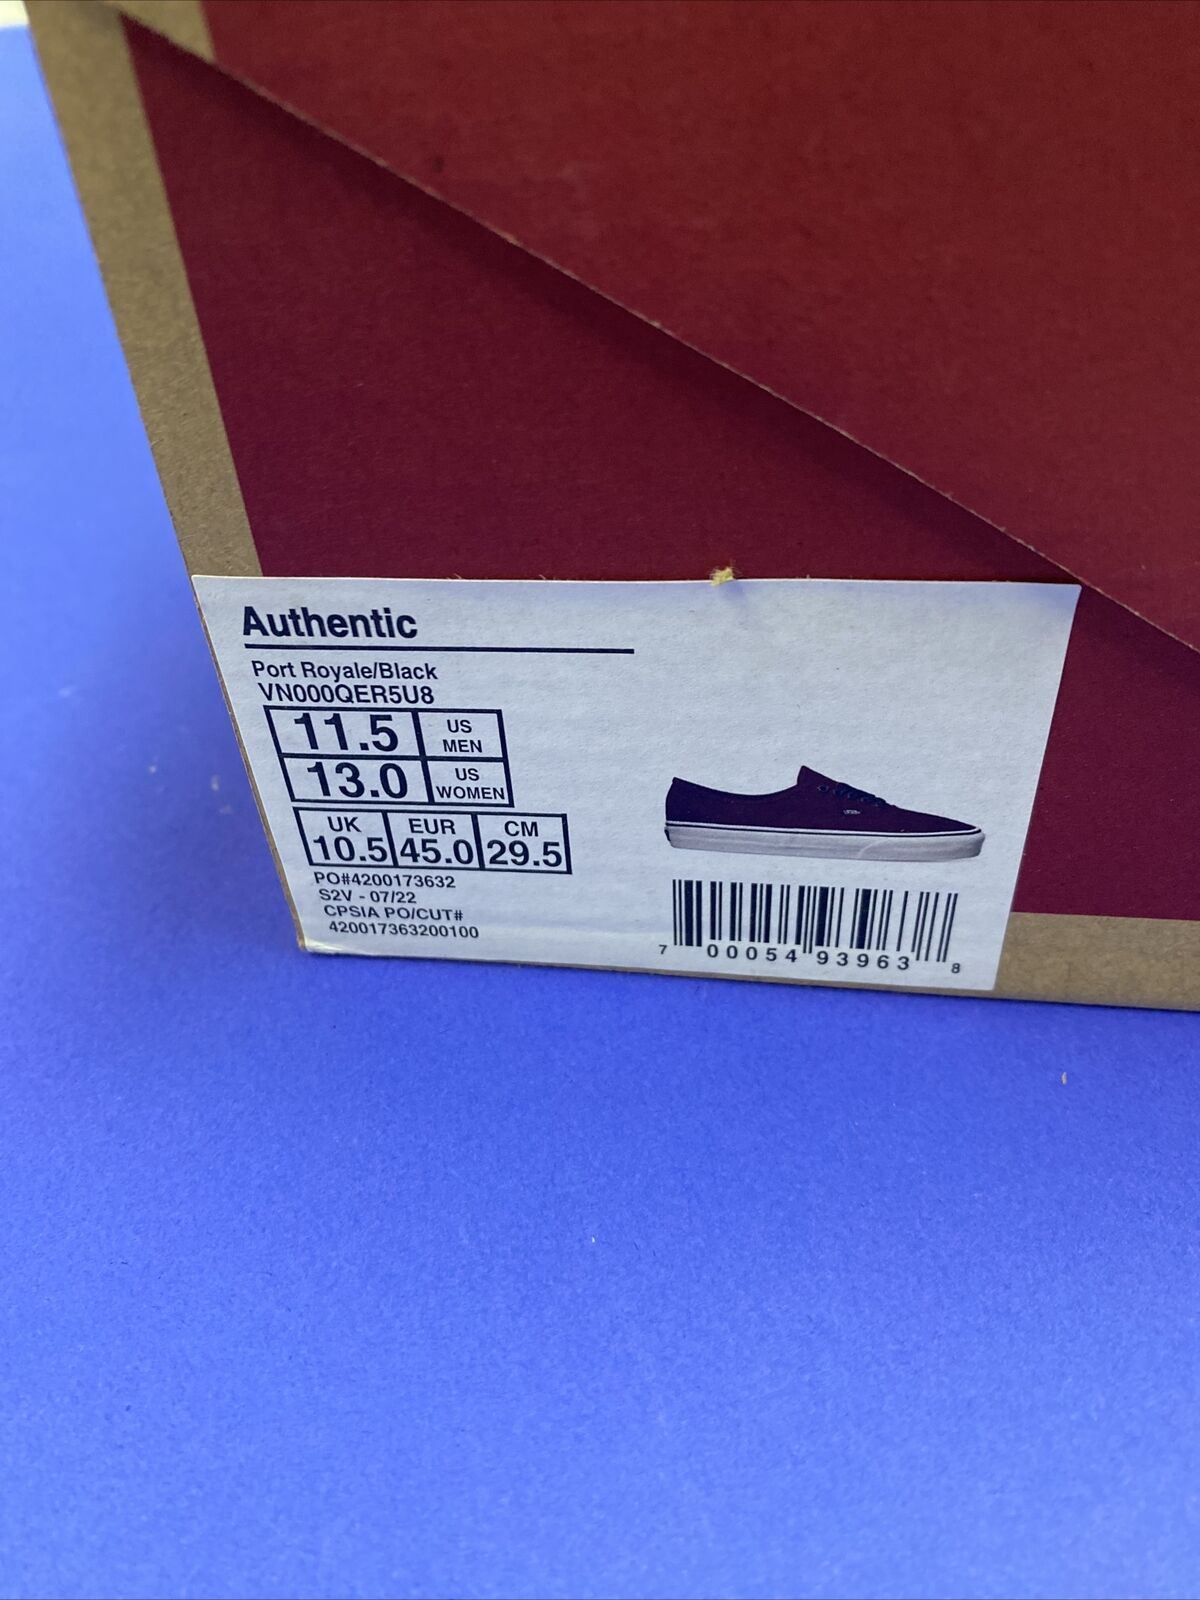 Authentic
Port Royale/Black
VN000QER5U8
11.5 US MEN
13.0 US WOMEN
UK EUR CM
10.5 45.0 29.5
PO#4200173632
S2V - 07/22
CPSIA PO/CUT#
420017363200100
7 00054 93963 8